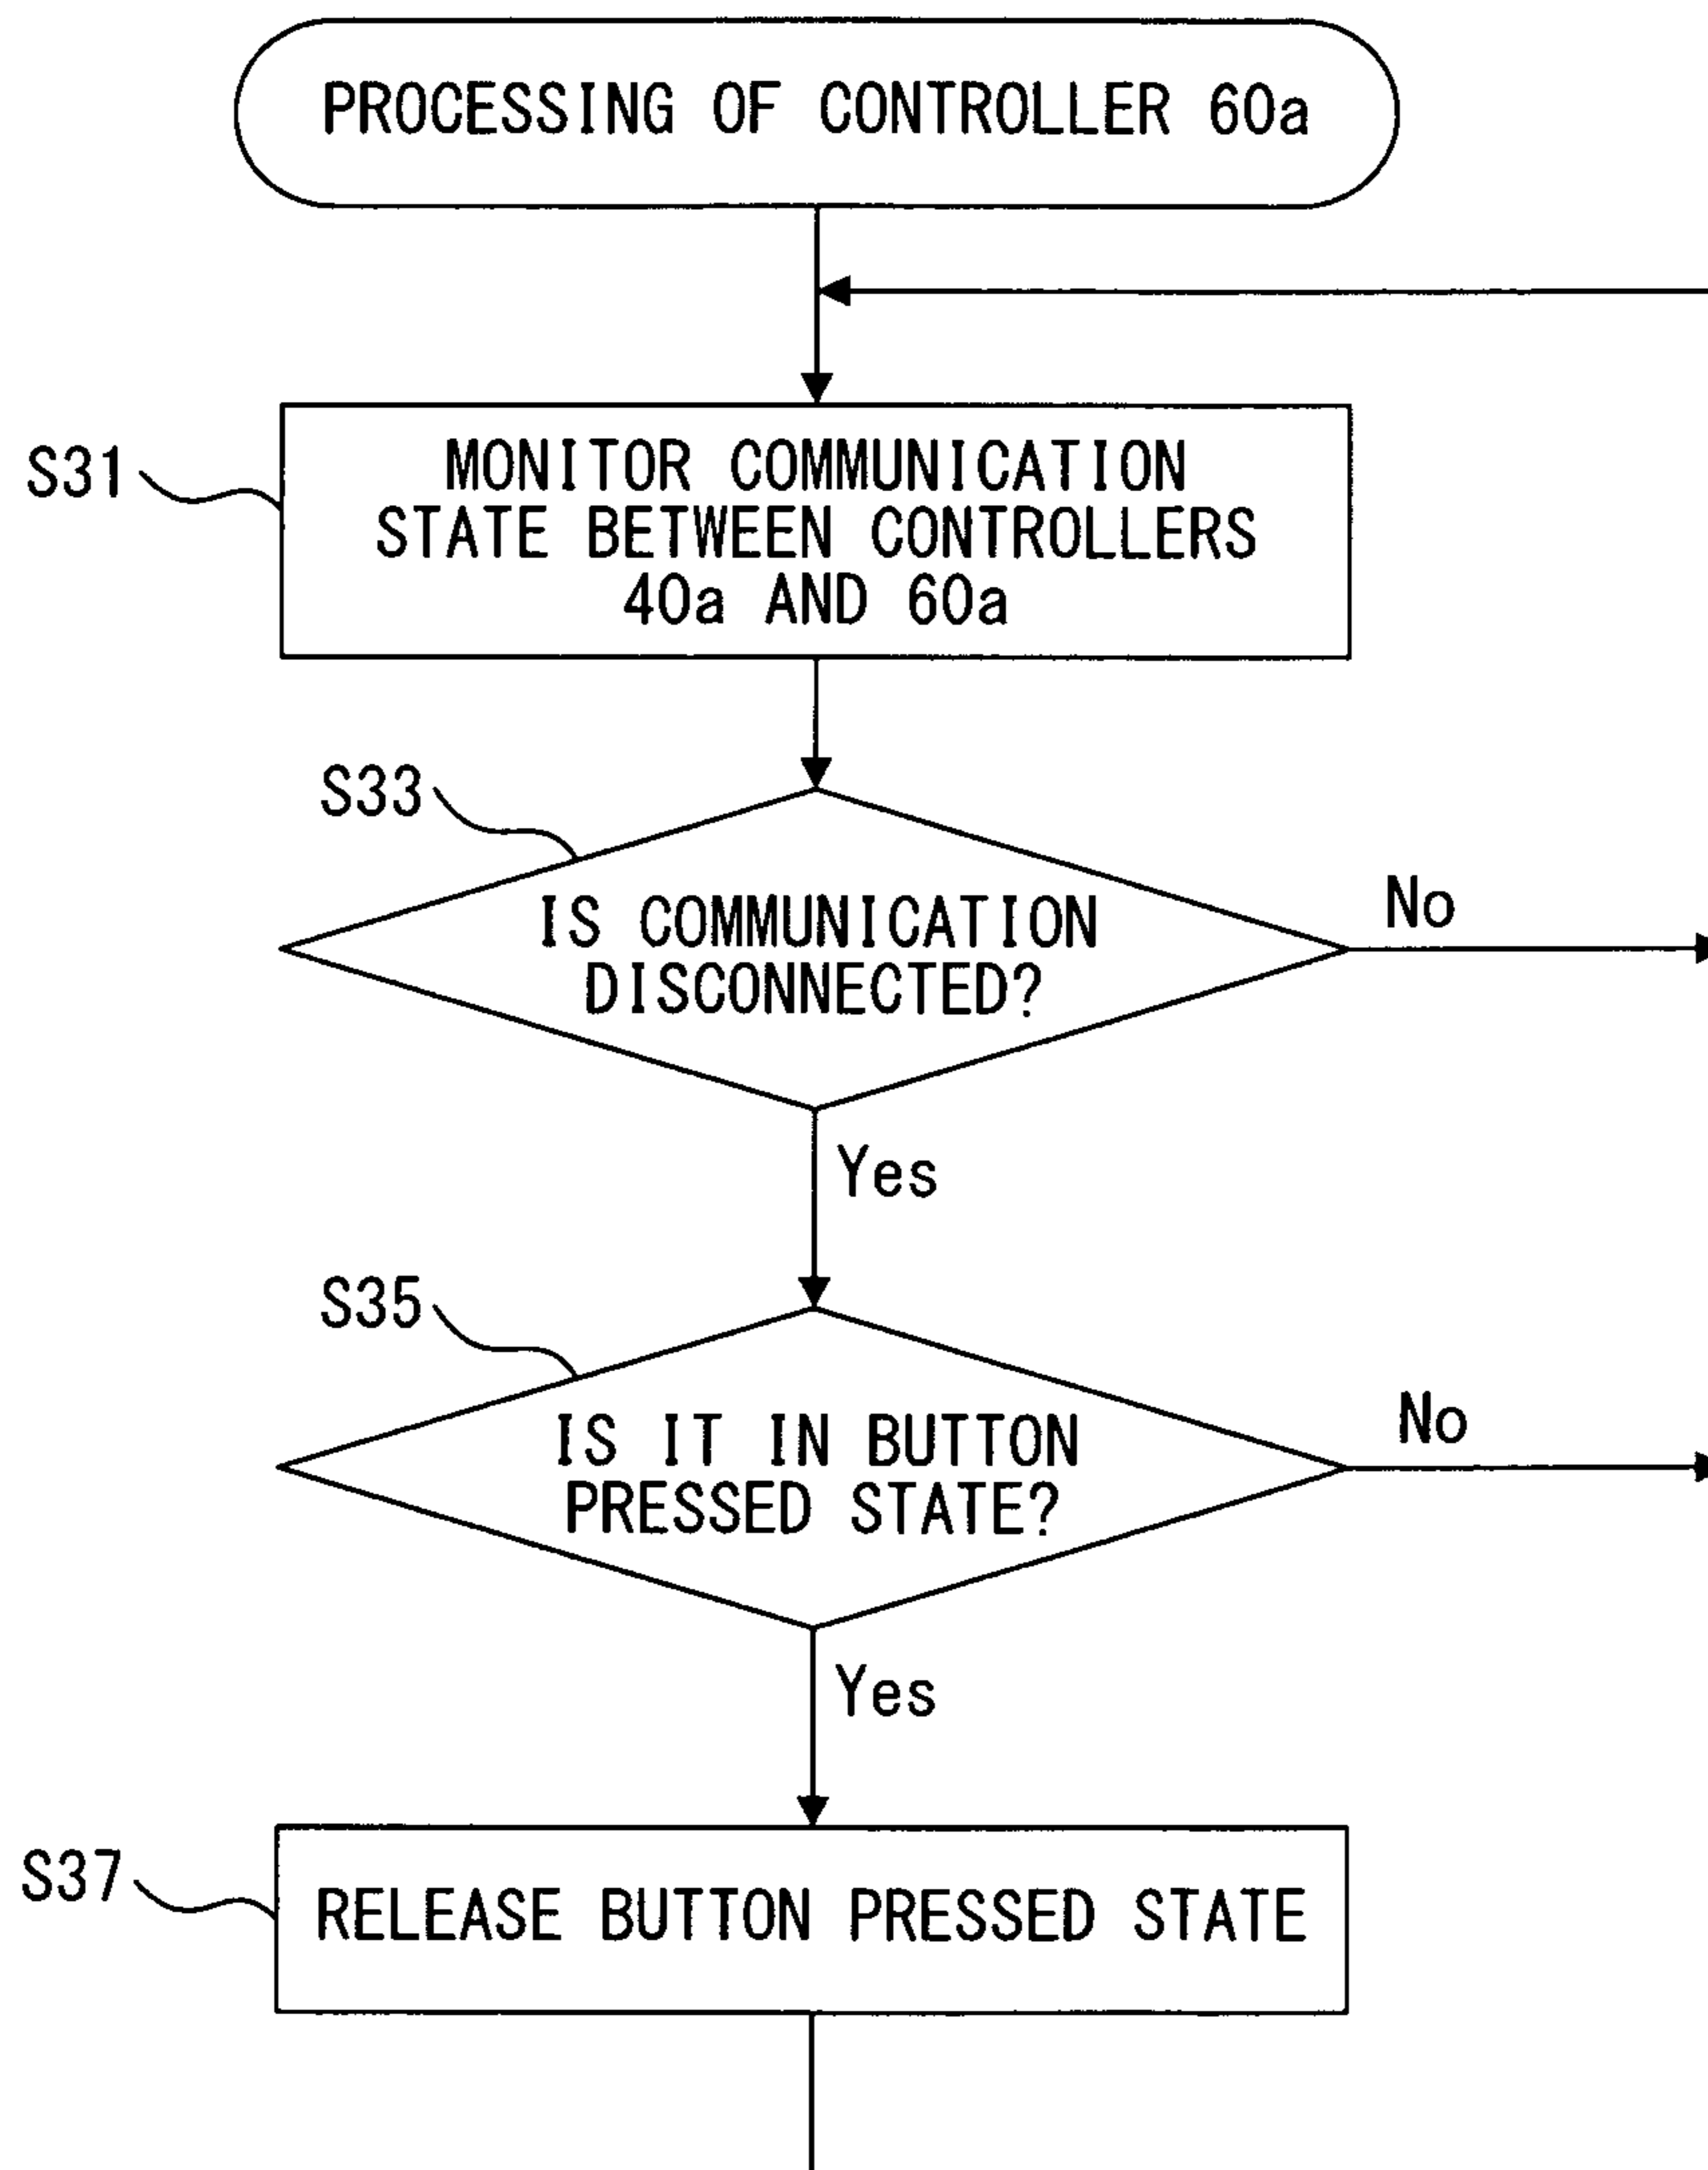 PROCESSING OF CONTROLLER 60a
S31
MONITOR COMMUNICATION
STATE BETWEEN CONTROLLERS
40a AND 60a
S33
IS COMMUNICATION
DISCONNECTED?
No
Yes
S35
IS IT IN BUTTON
PRESSED STATE?
No
Yes
S37
RELEASE BUTTON PRESSED STATE